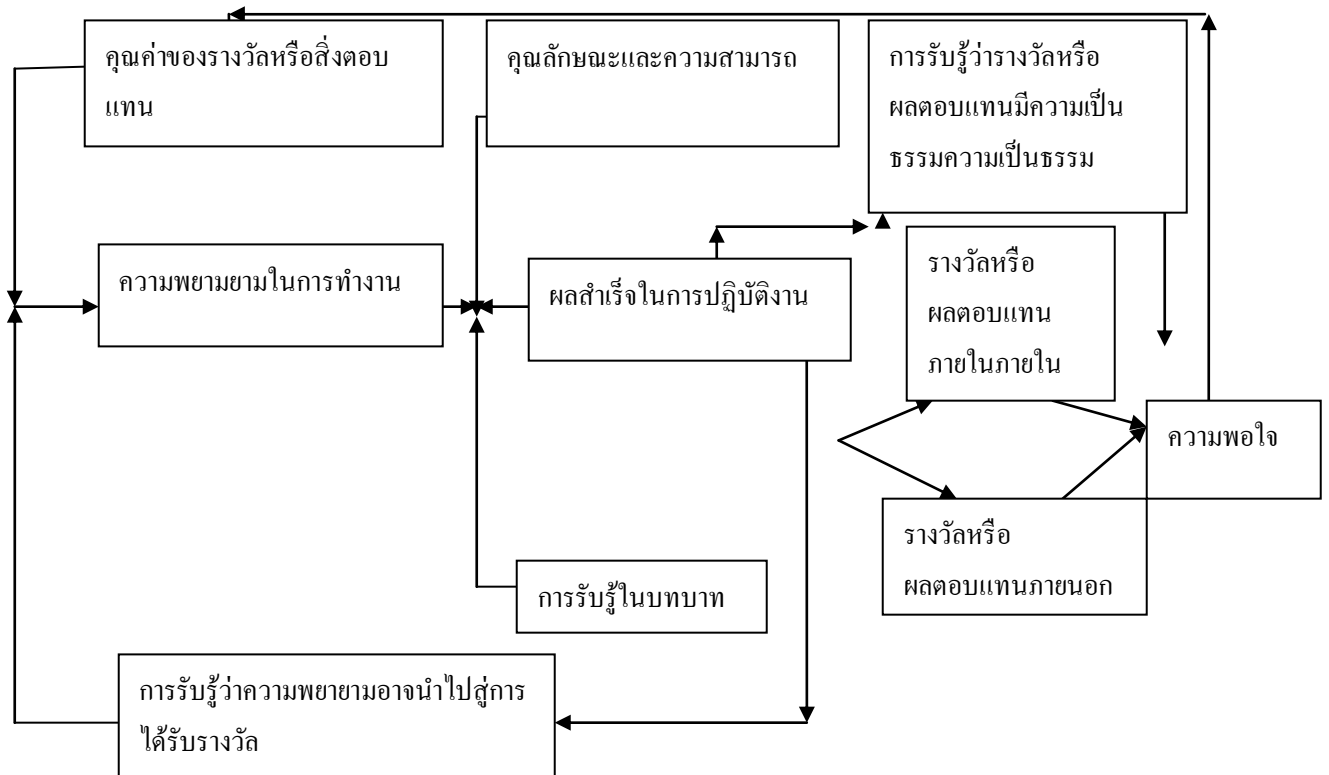 คุณค่าของรางวัลหรือสิ่งตอบ
แทน
คุณลักษณะและความสามารถ
การรับรู้ว่ารางวัลหรือ
ผลตอบแทนมีความเป็น
ธรรมความเป็นธรรม
ความพยามยามในการทำงาน
ผลสำเร็จในการปฏิบัติงาน
รางวัลหรือ
ผลตอบแทน
ภายในภายใน
ความพอใจ
รางวัลหรือ
ผลตอบแทนภายนอก
การรับรู้ในบทบาท
การรับรู้ว่าความพยายามอาจนำไปสู่การ
ได้รับรางวัล